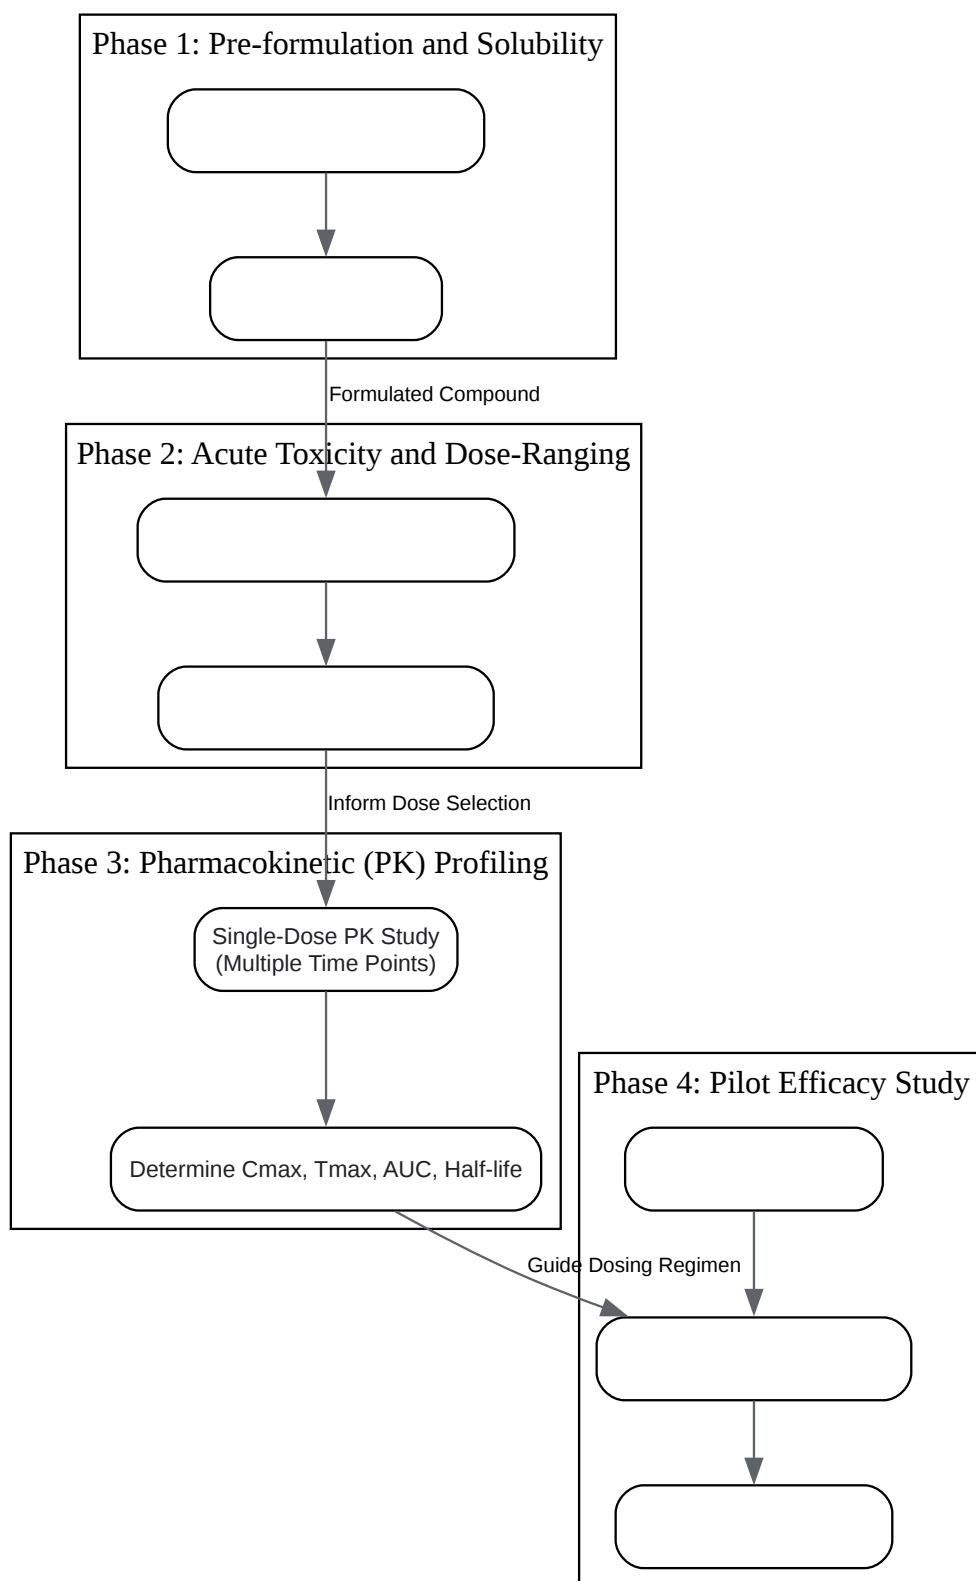 Phase 1: Pre-formulation and Solubility
Formulated Compound
Phase 2: Acute Toxicity and Dose-Ranging
Inform Dose Selection
Phase 3: Pharmacokinetic (PK) Profiling
Single-Dose PK Study
(Multiple Time Points)
Determine Cmax, Tmax, AUC, Half-life
Guide Dosing Regimen
Phase 4: Pilot Efficacy Study